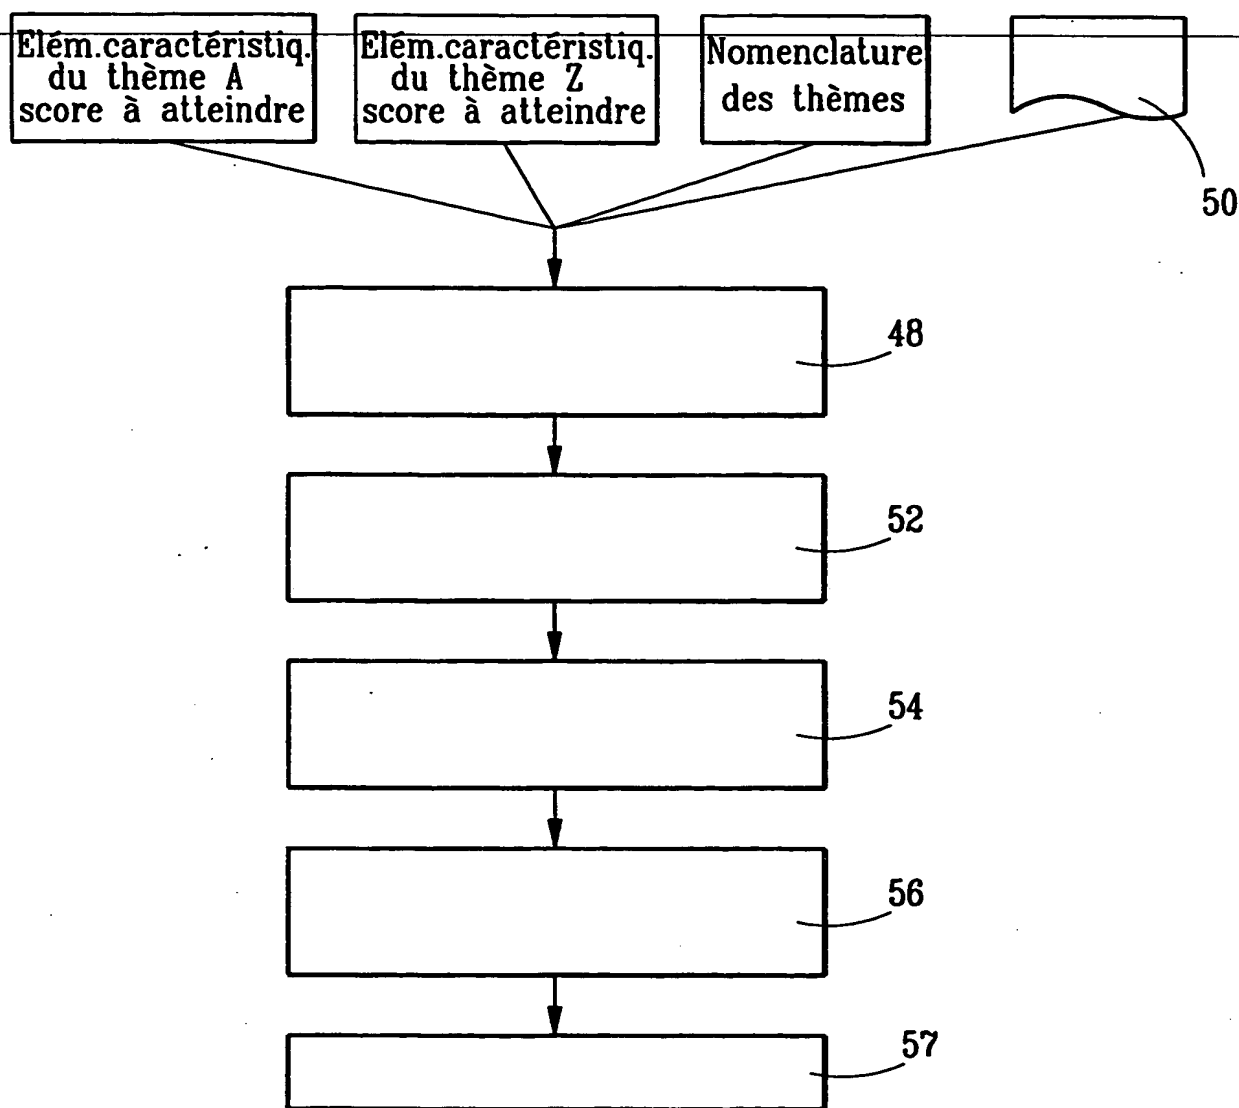 Elém.caractéristiq.
du thème A
score à atteindre
Elém.caractéristiq.
du thème Z
score à atteindre
Nomenclature
des thèmes
50
48
52
54
56
57